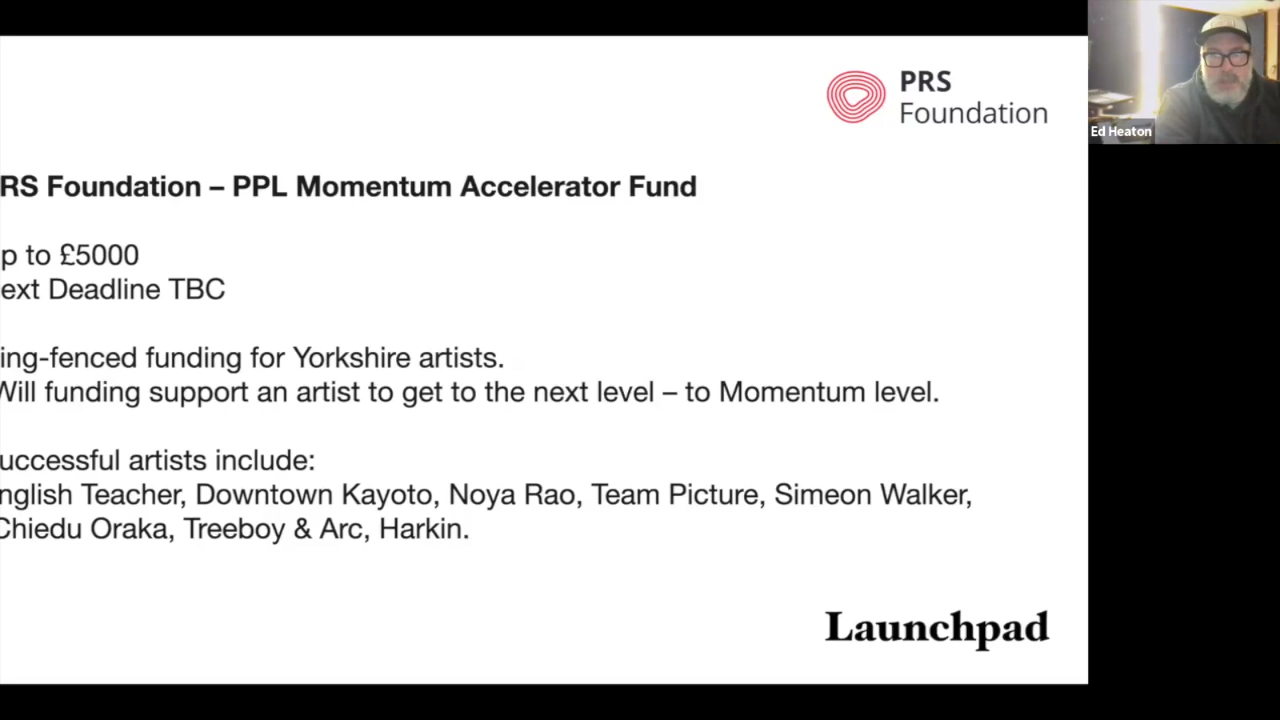 PRS
Foundation
Ed Heaton
RS Foundation – PPL Momentum Accelerator Fund
p to £5000
ext Deadline TBC
ing-fenced funding for Yorkshire artists.
Will funding support an artist to get to the next level – to Momentum level.
uccessful artists include:
nglish Teacher, Downtown Kayoto, Noya Rao, Team Picture, Simeon Walker,
Chiedu Oraka, Treeboy & Arc, Harkin.
Launchpad